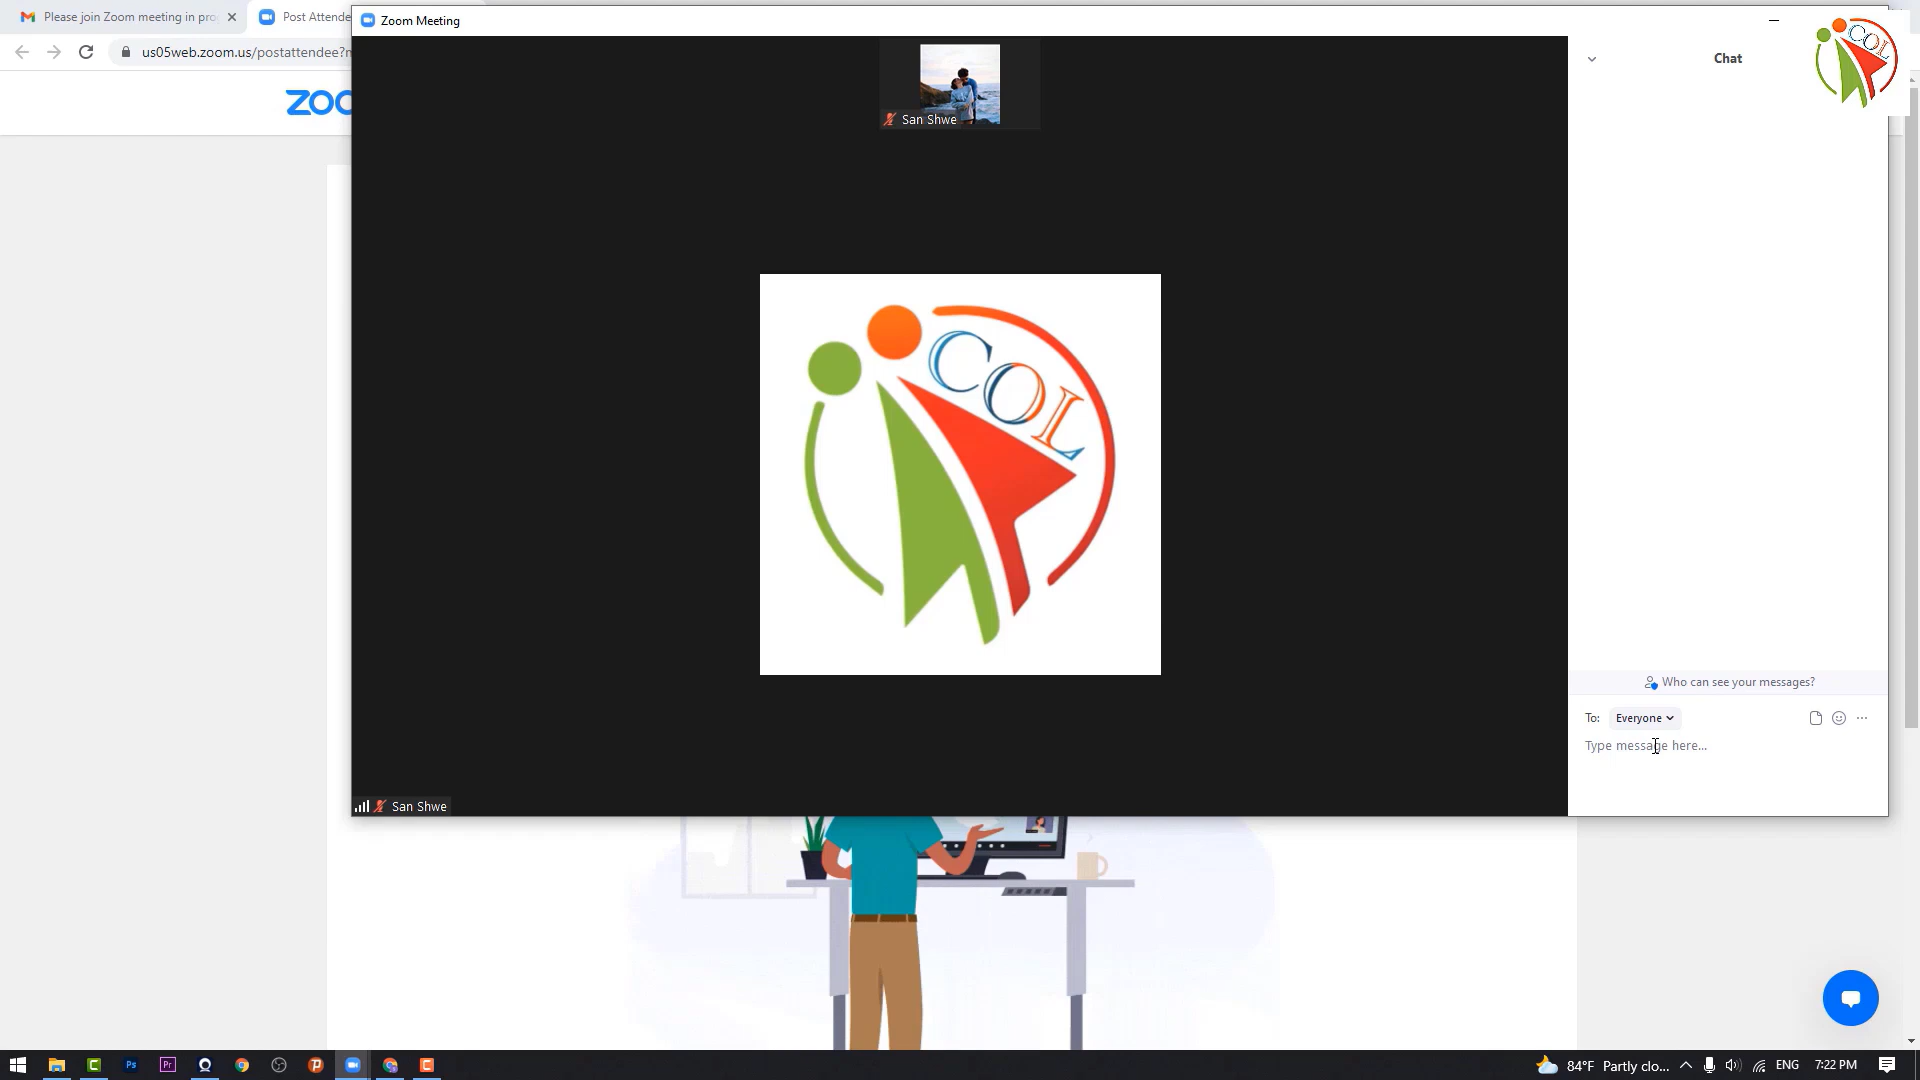 Please join Zoom meeting in pro
Post Attende
Zoom Meeting
us05web.zoom.us/postattendee?m
Chat
COL
ZOO
San Shwe
COL
Who can see your messages?
To: Everyone
Type message here...
San Shwe
Ps
Pr
84°F Partly clo...
ENG
7:22 PM